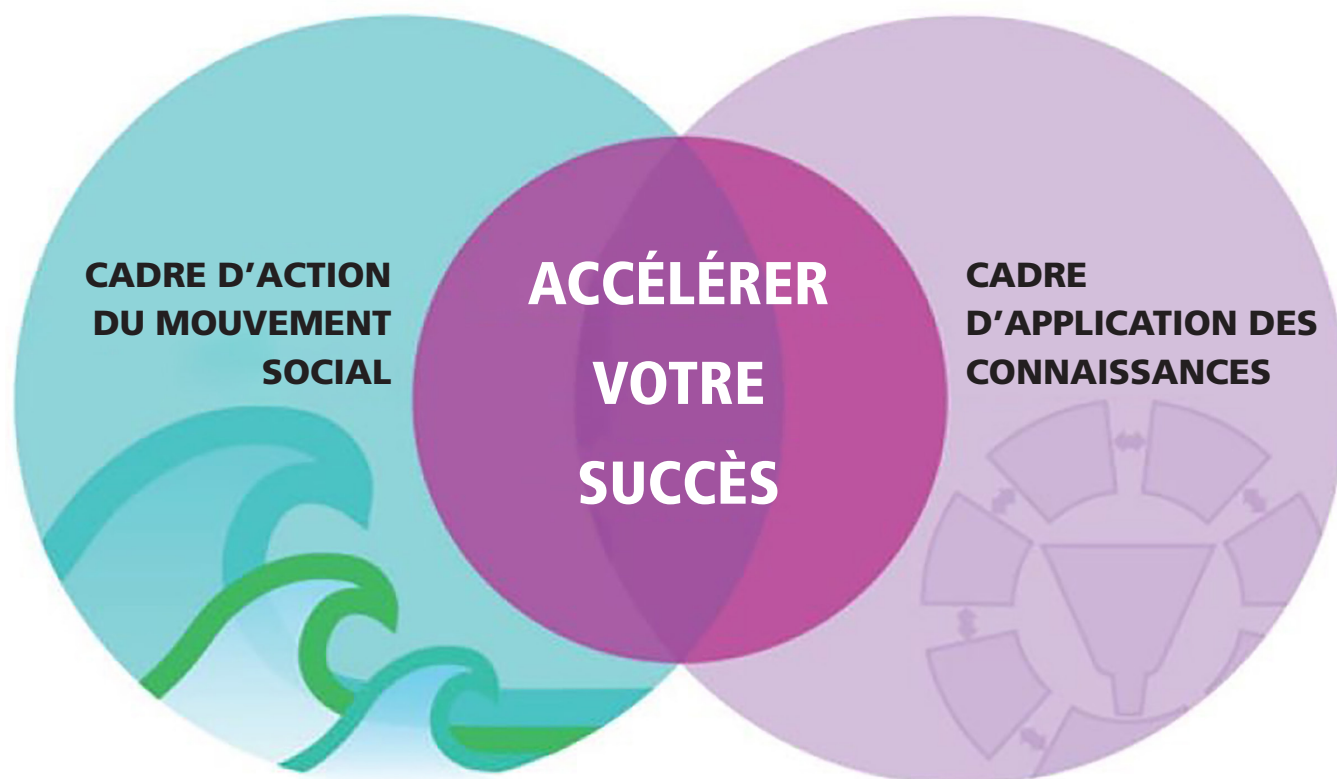 CADRE D’ACTION
DU MOUVEMENT
SOCIAL
ACCÉLÉRER
VOTRE
SUCCÈS
CADRE
D’APPLICATION DES
CONNAISSANCES